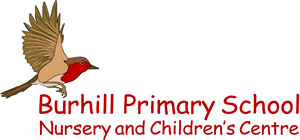 Burhill Primary School
Nursery and Children's Centre